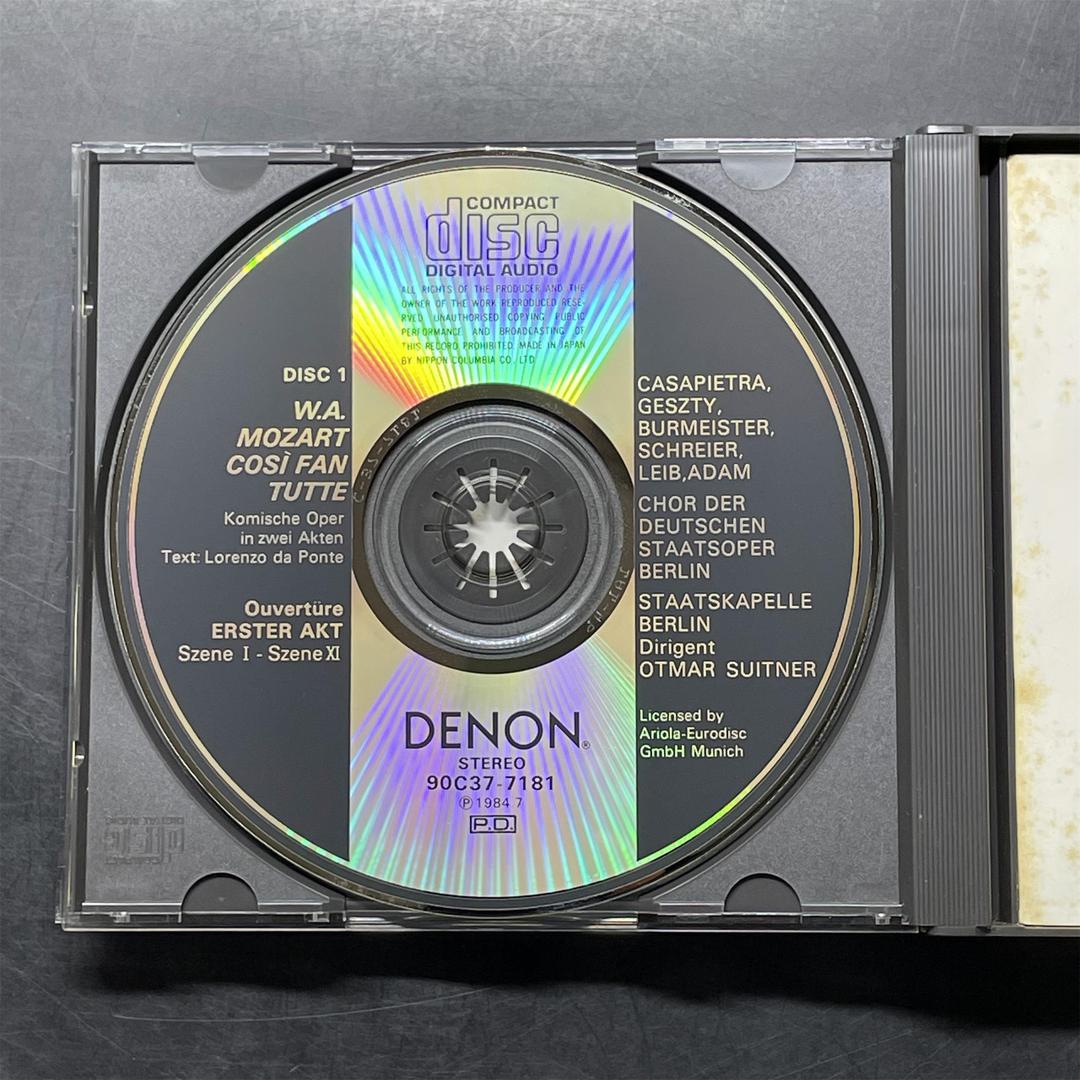 COMPACT
disc
DIGITAL AUDIO
ALL RIGHTS OF THE PRODUCER AND THE
OWNER OF THE WORK REPRODUCED RESE-
RVED UNAUTHORISED COPYING PUBLIC
PERFORMANCE AND BROADCASTING OF
THIS RECORD PROHIBITED MADE IN JAPAN
BY NIPPON COLUMBIA CO. LTD
DISC 1
W.A.
MOZART
COSÌ FAN
TUTTE
Komische Oper
in zwei Akten
Text: Lorenzo da Ponte
Ouvertüre
ERSTER AKT
Szene I - Szene XI
CASAPIETRA,
GESZTY,
BURMEISTER,
SCHREIER,
LEIB,ADAM
CHOR DER
DEUTSCHEN
STAATSOPER
BERLIN
STAATSKAPELLE
BERLIN
Dirigent
OTMAR SUITNER
Licensed by
Ariola-Eurodisc
GmbH Munich
DENON®
STEREO
90C37-7181
Ⓟ 1984 7
P.D.